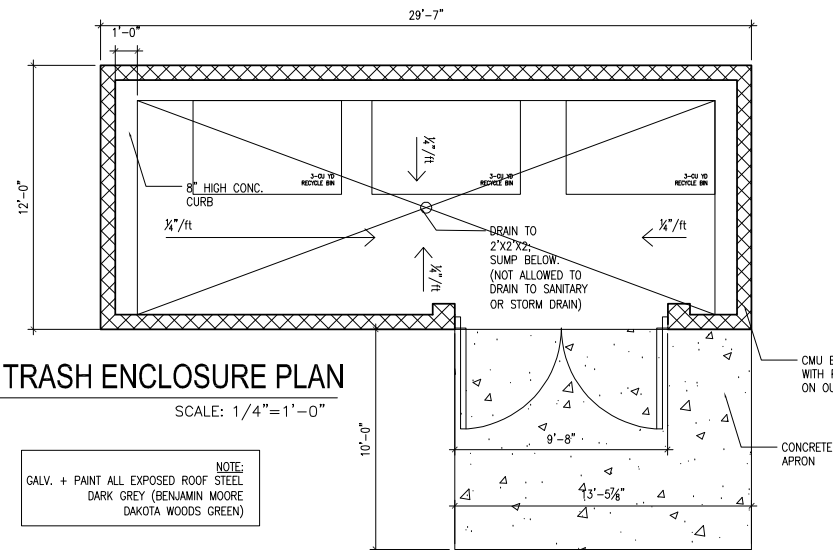 29'-7"
1'-0"
12'-0"
3-CU YD
RECYCLE BIN
3-CU YD
RECYCLE BIN
3-CU YD
RECYCLE BIN
¼"/ft
8" HIGH CONC.
CURB
¼"/ft
¼"/ft
DRAIN TO
2'X2'X2;
SUMP BELOW.
(NOT ALLOWED TO
DRAIN TO SANITARY
OR STORM DRAIN)
¼"/ft
CMU B
WITH
ON OU
TRASH ENCLOSURE PLAN
SCALE: 1/4"=1'-0"
10'-0"
9'-8"
CONCRETE
APRON
13'-5⅞"
NOTE:
GALV. + PAINT ALL EXPOSED ROOF STEEL
DARK GREY (BENJAMIN MOORE
DAKOTA WOODS GREEN)